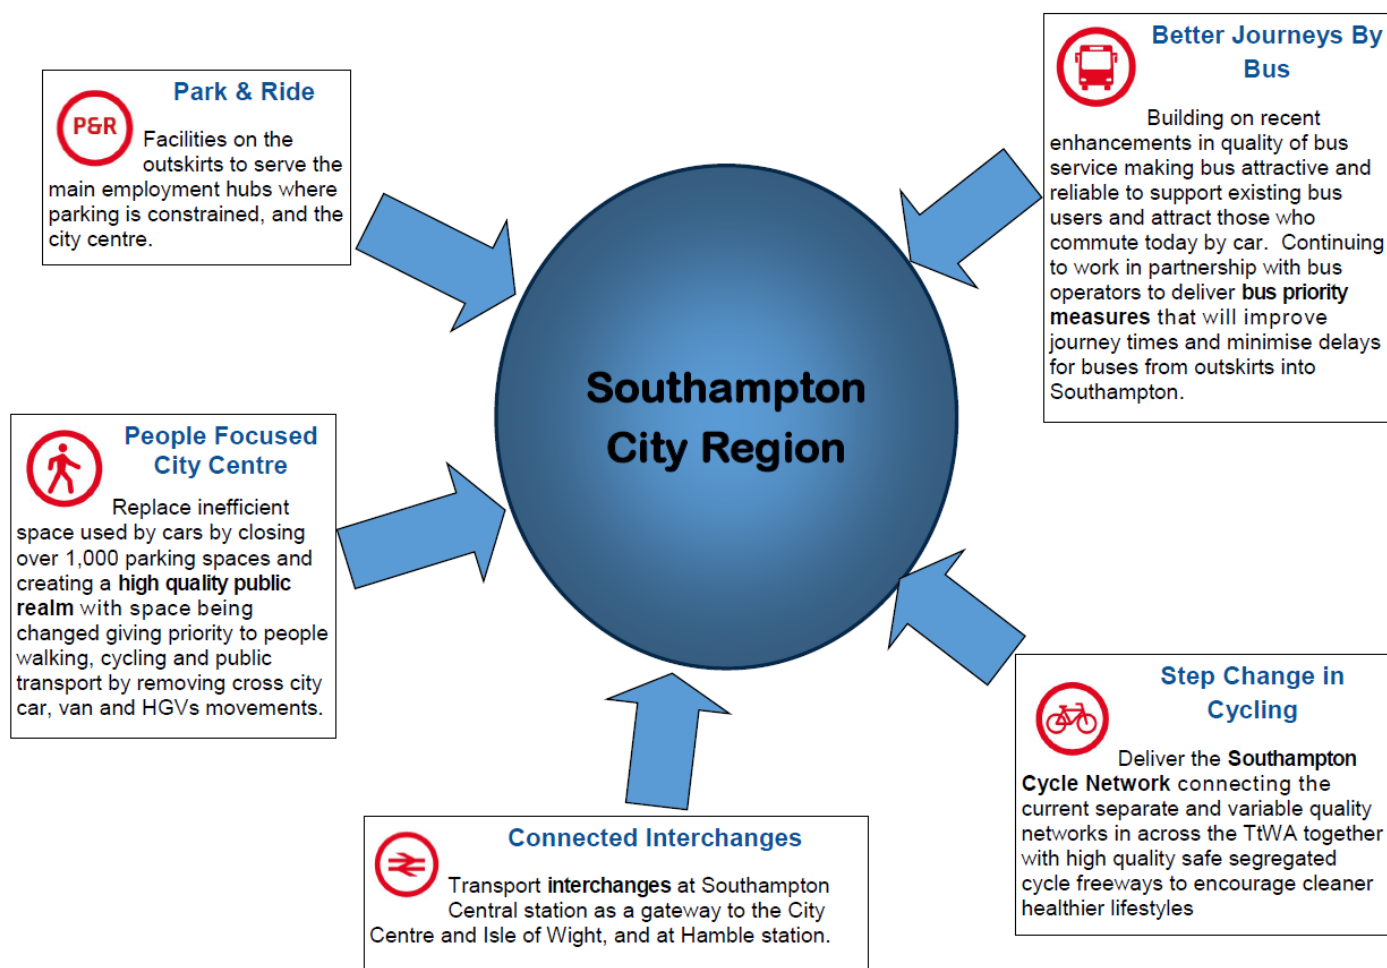 Park & Ride
P&R
Facilities on the
outskirts to serve the
main employment hubs where
parking is constrained, and the
city centre.
Better Journeys By
Bus
Building on recent
enhancements in quality of bus
service making bus attractive and
reliable to support existing bus
users and attract those who
commute today by car.  Continuing
to work in partnership with bus
operators to deliver bus priority
measures that will improve
journey times and minimise delays
for buses from outskirts into
Southampton.
Southampton
City Region
People Focused
City Centre
Replace inefficient
space used by cars by closing
over 1,000 parking spaces and
creating a high quality public
realm with space being
changed giving priority to people
walking, cycling and public
transport by removing cross city
car, van and HGVs movements.
Step Change in
Cycling
Deliver the Southampton
Cycle Network connecting the
current separate and variable quality
networks in across the TtWA together
with high quality safe segregated
cycle freeways to encourage cleaner
healthier lifestyles
Connected Interchanges
Transport interchanges at Southampton
Central station as a gateway to the City
Centre and Isle of Wight, and at Hamble station.